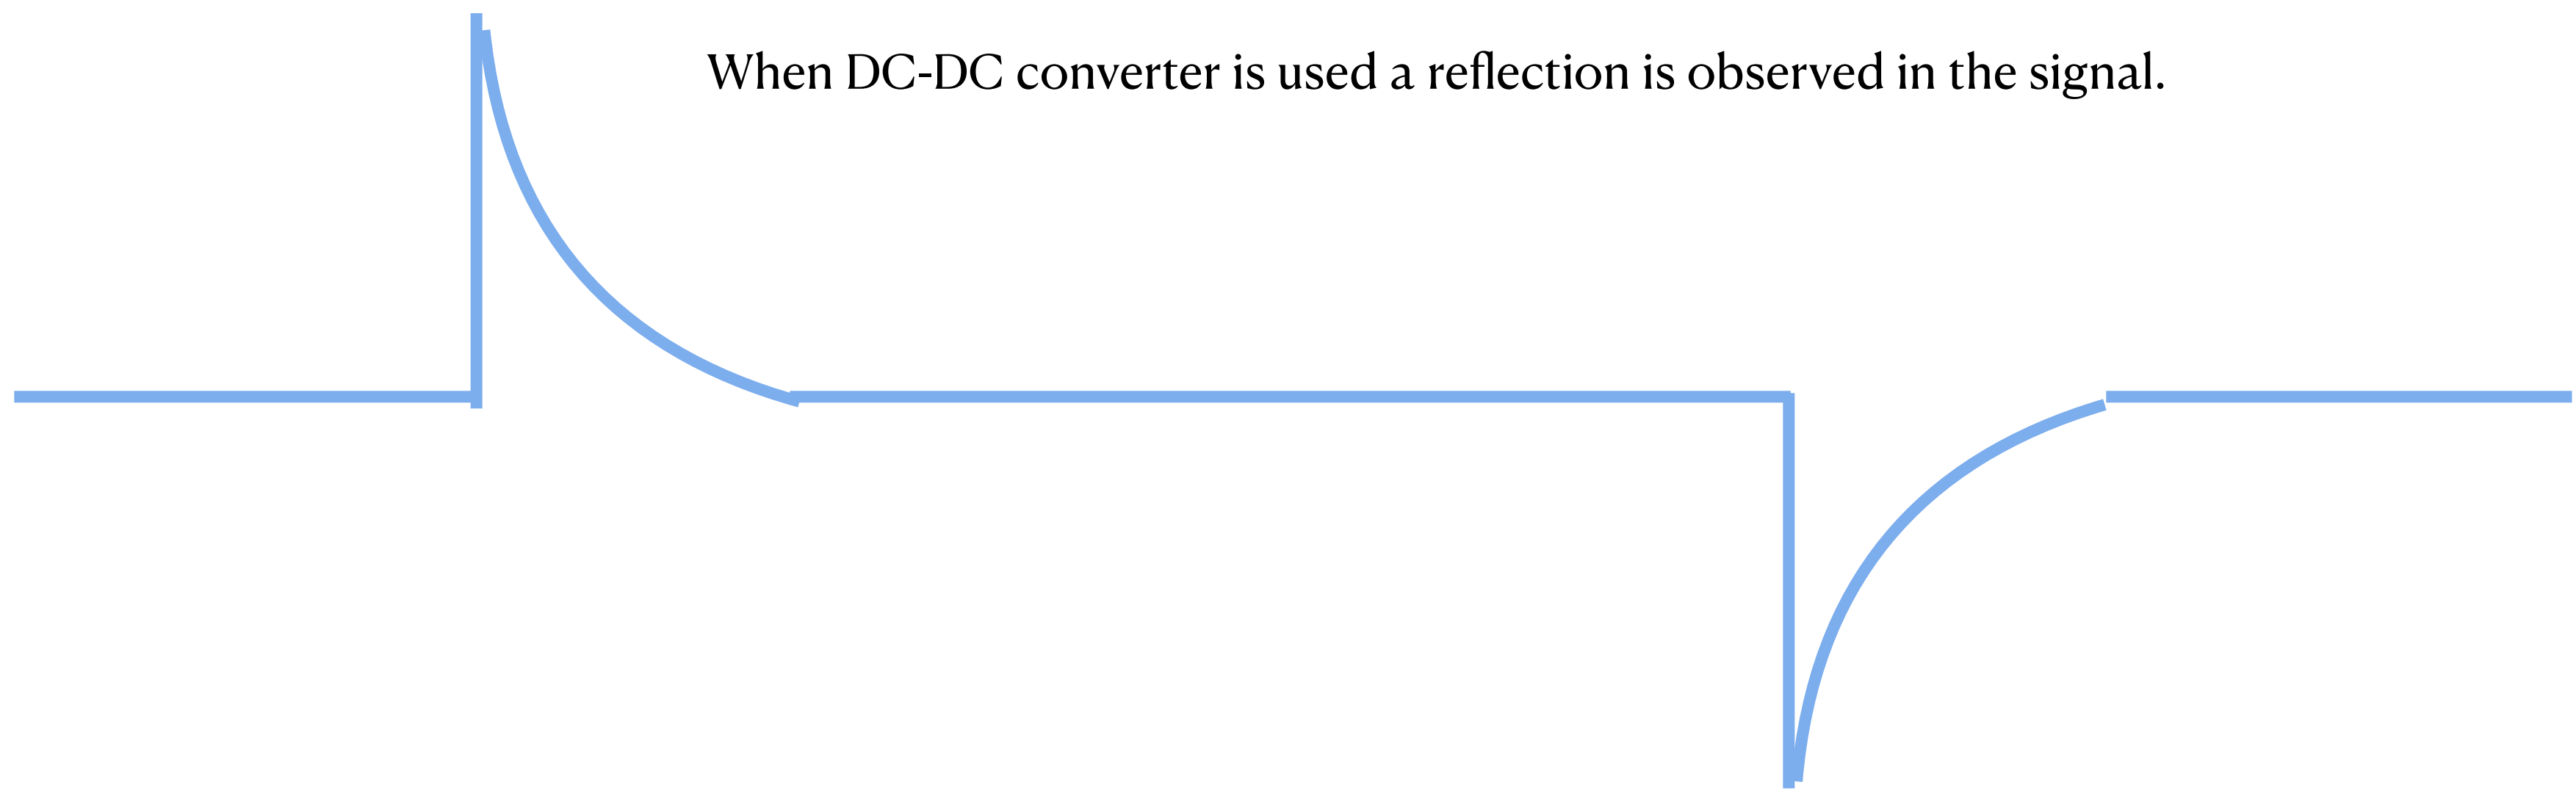 When DC-DC converter is used a reflection is observed in the signal.